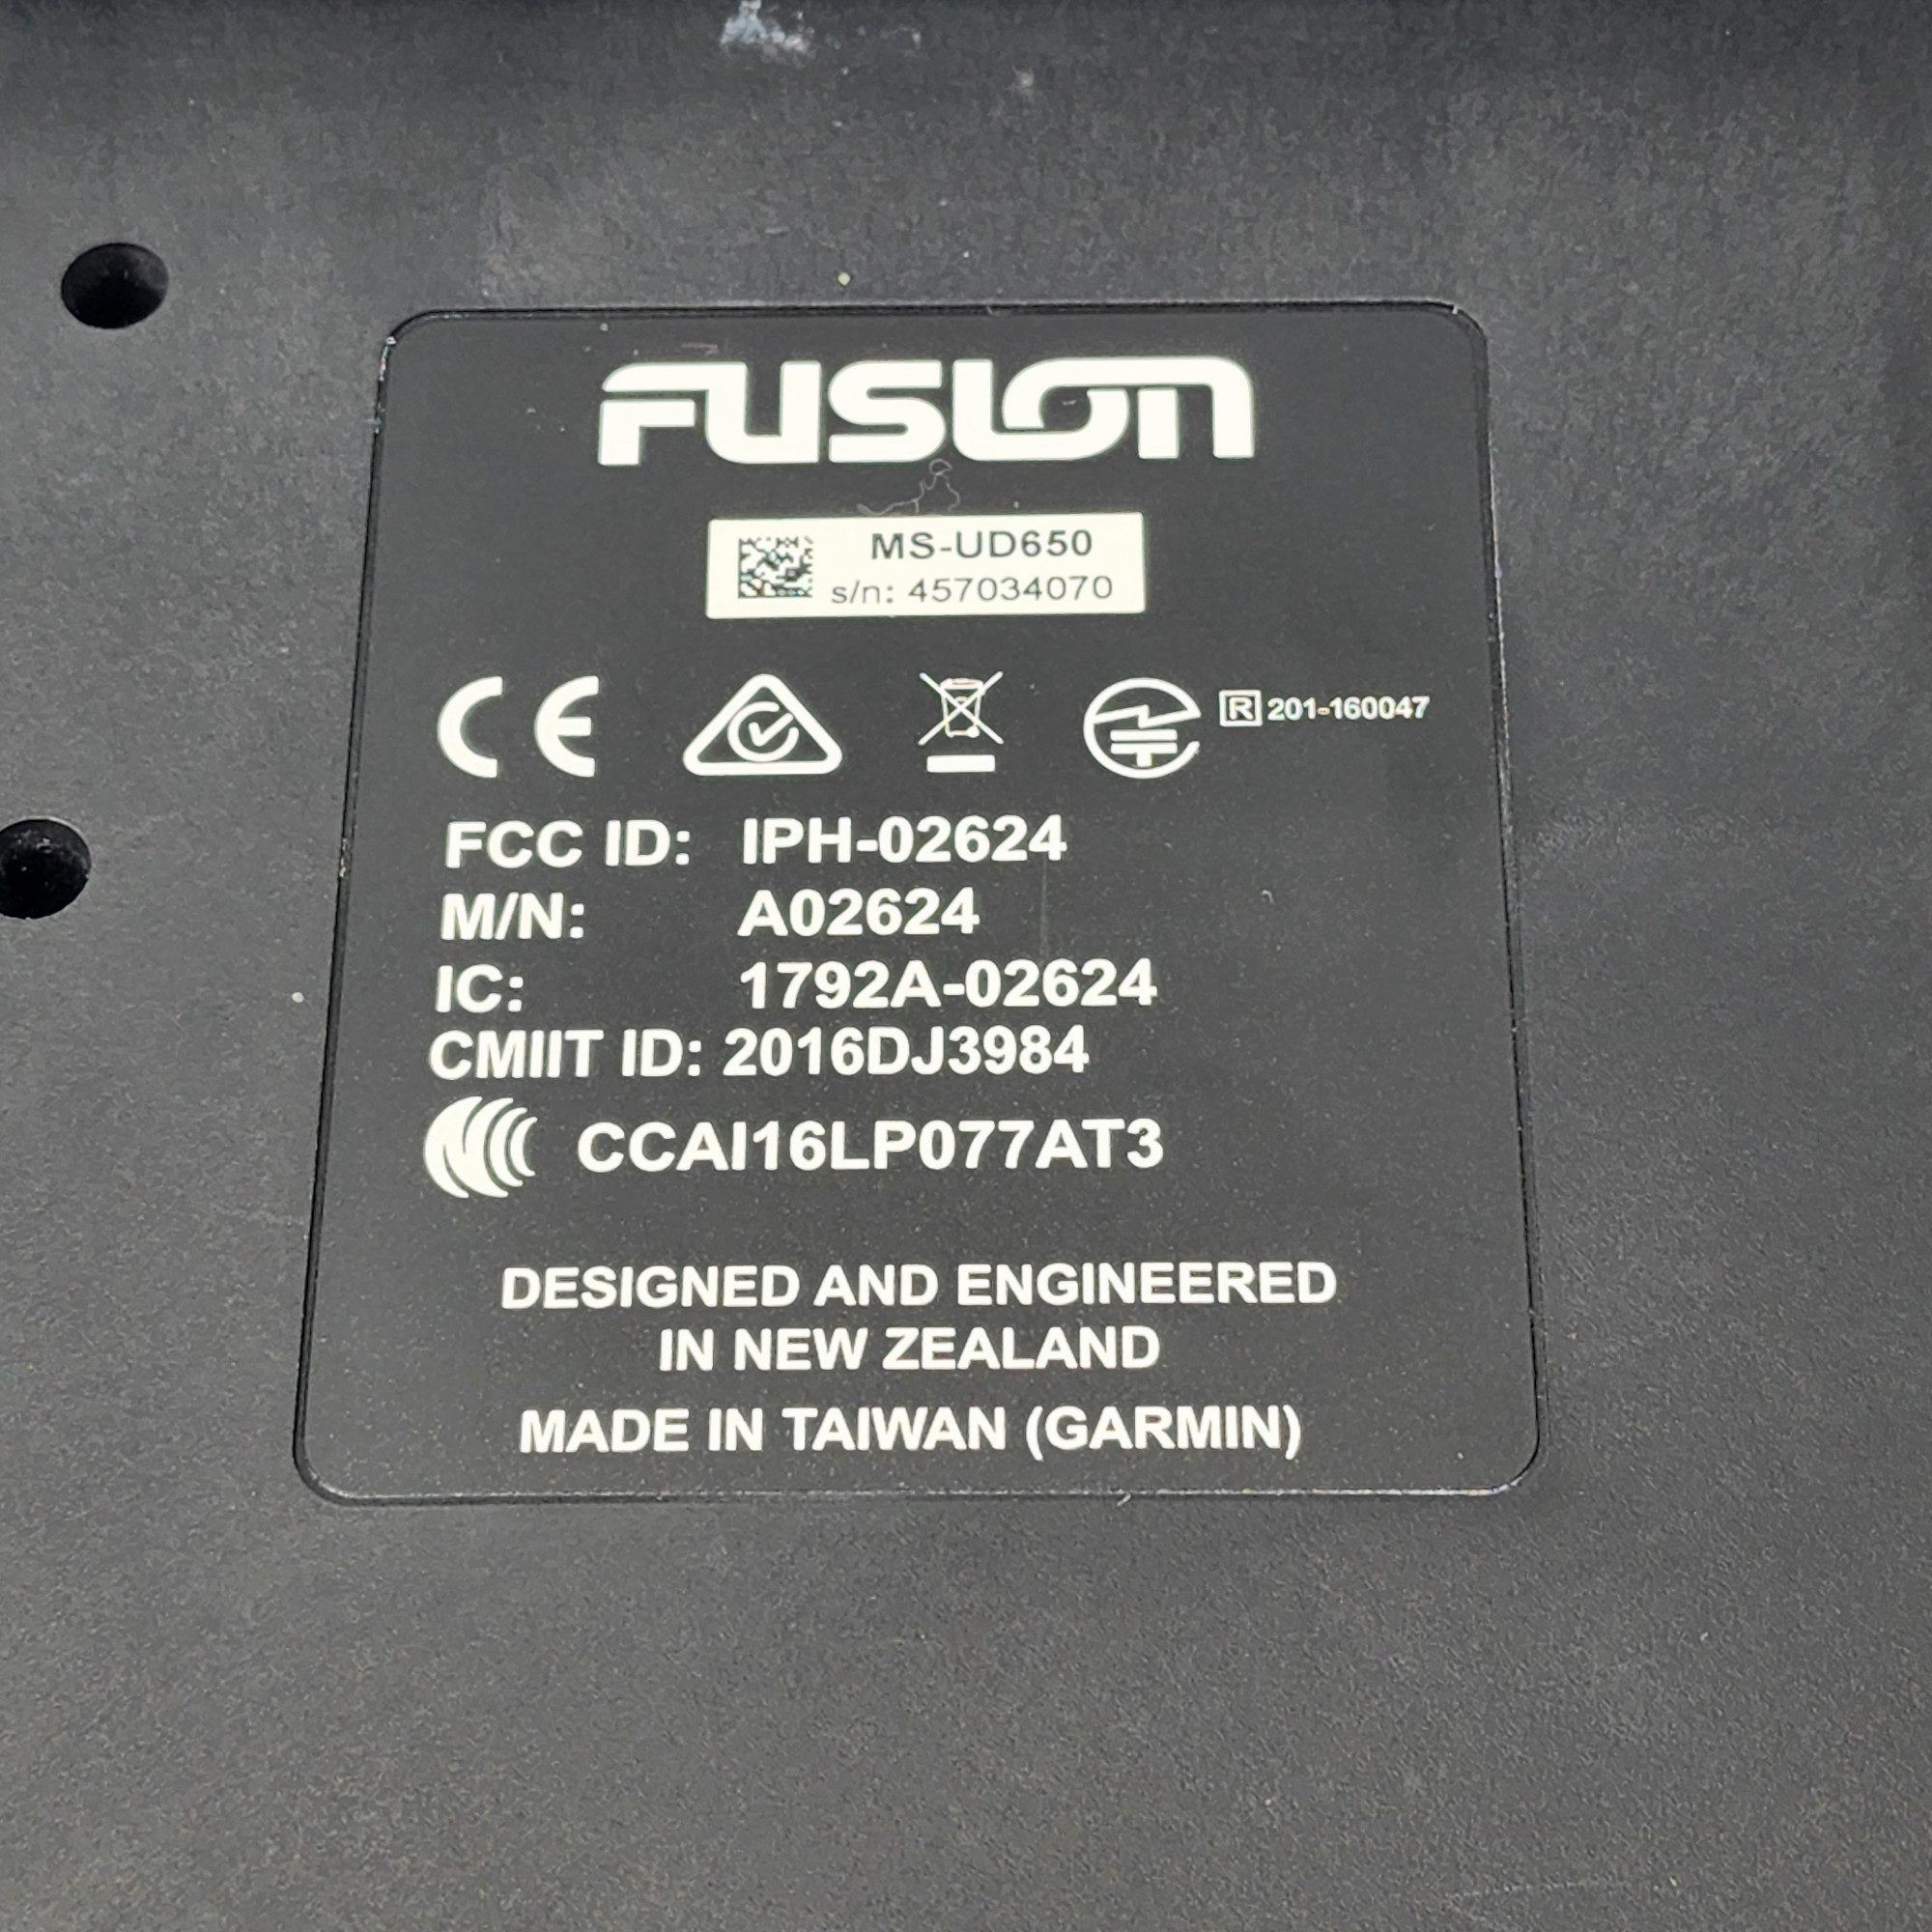 FUSION
MS-UD650
s/n: 457034070
CE
R 201-160047
FCC ID: IPH-02624
M/N: A02624
IC: 1792A-02624
CMIIT ID: 2016DJ3984
CCAI16LP077AT3
DESIGNED AND ENGINEERED
IN NEW ZEALAND
MADE IN TAIWAN (GARMIN)